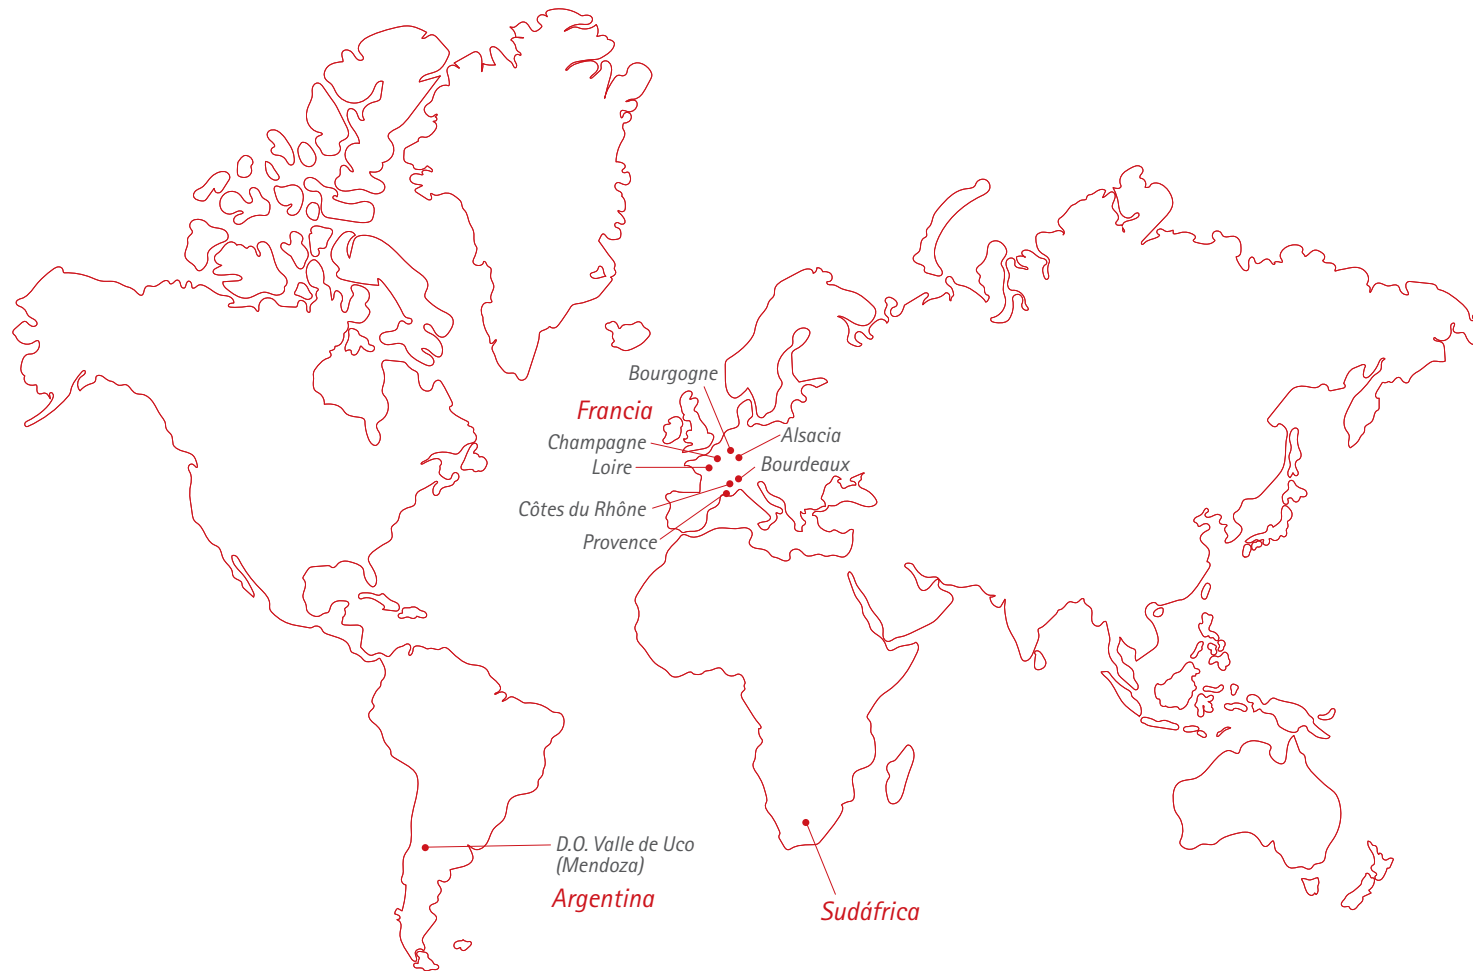 Bourgogne
Francia
Champagne
Alsacia
Loire
Bourdeaux
Côtes du Rhône
Provence
D.O. Valle de Uco
(Mendoza)
Argentina
Sudáfrica